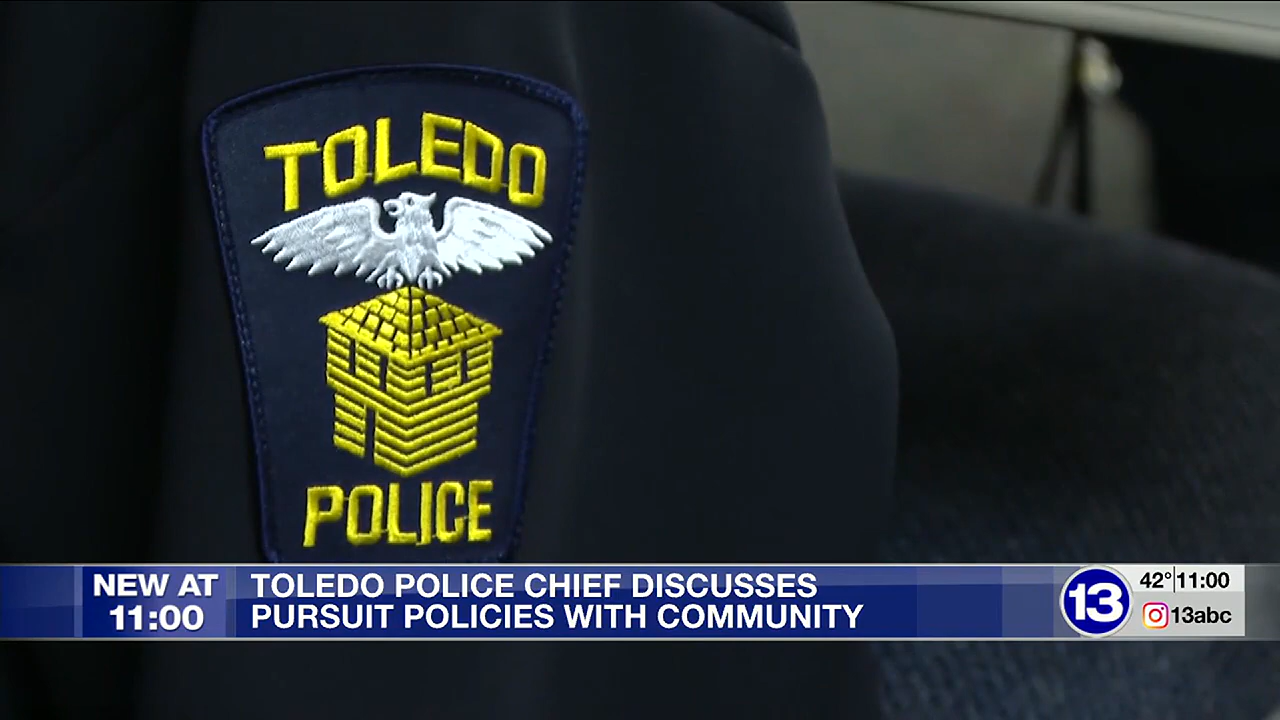 TOLEDO
POLICE
NEW AT
11:00
TOLEDO POLICE CHIEF DISCUSSES
PURSUIT POLICIES WITH COMMUNITY
13
42° 11:00
13abc